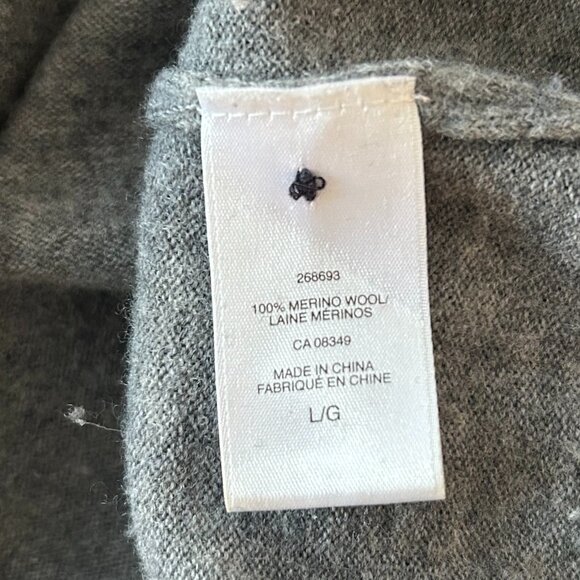 268693
100% MERINO WOOL/
LAINE MÉRINOS
CA 08349
MADE IN CHINA
FABRIQUÉ EN CHINE
L/G